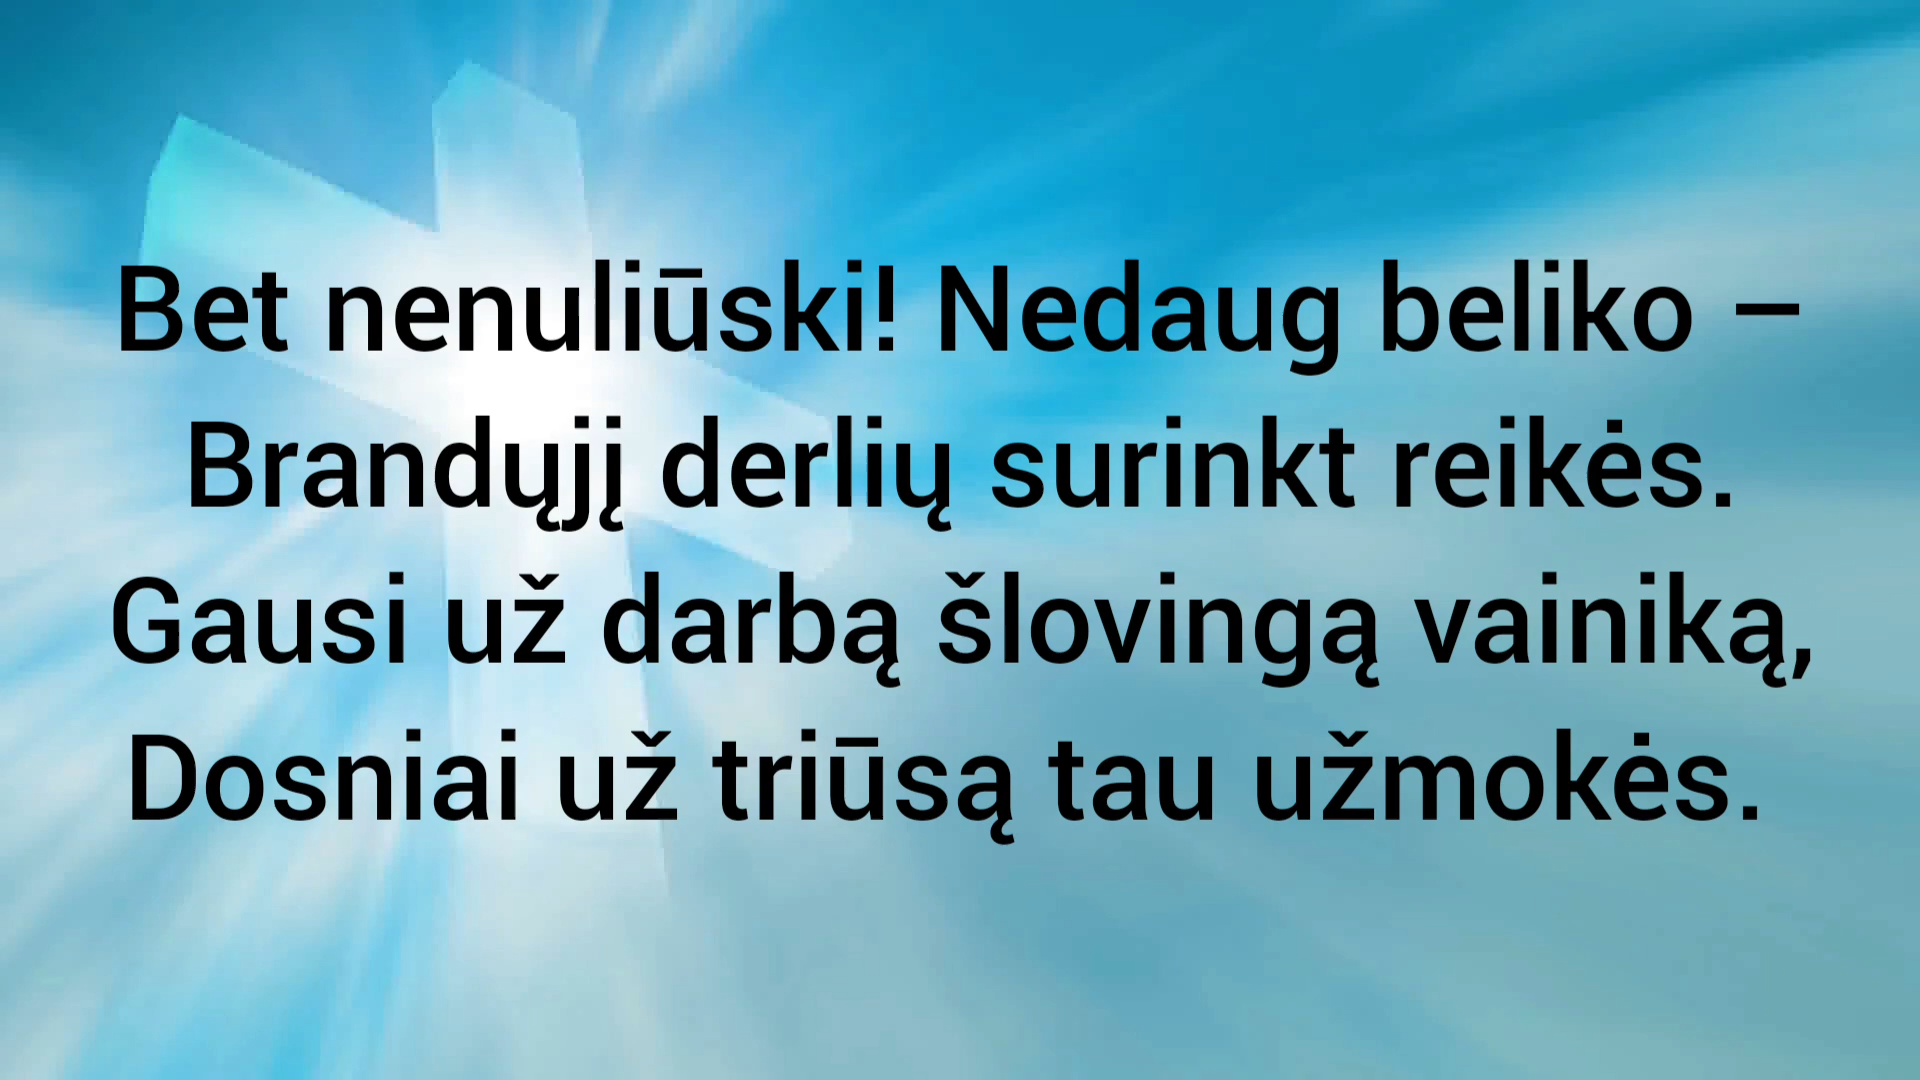 Bet nenuliūski! Nedaug beliko –
Brandųjį derlių surinkt reikės.
Gausi už darbą šlovingą vainiką,
Dosniai už triūsą tau užmokės.